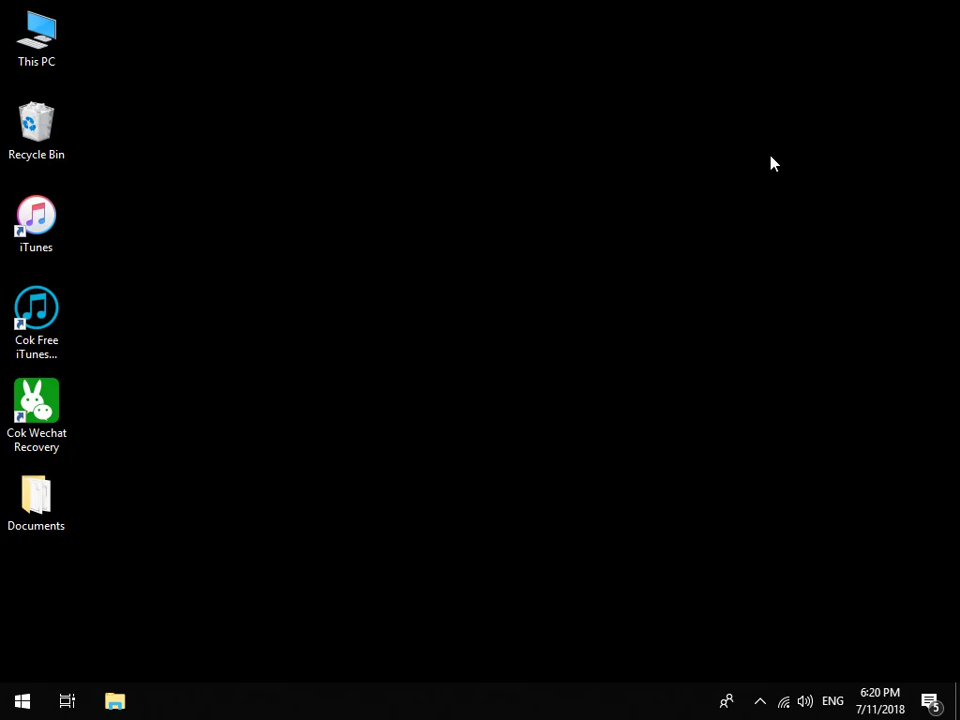 This PC
Recycle Bin
iTunes
Cok Free
iTunes...
Cok Wechat
Recovery
Documents
ENG
6:20 PM
7/11/2018
5